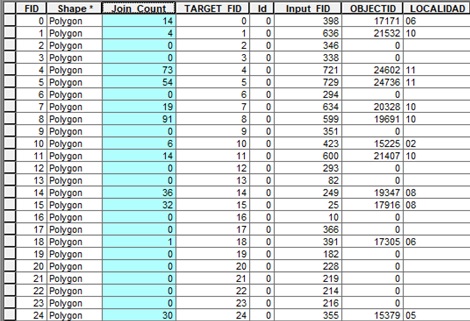 FID Shape * Join_Count TARGET_FID Id Input_FID OBJECTID LOCALIDAD
0 Polygon 14 0 0 398 17171 06
1 Polygon 4 1 0 636 21532 10
2 Polygon 0 2 0 346 0
3 Polygon 0 3 0 338 0
4 Polygon 73 4 0 721 24602 11
5 Polygon 54 5 0 729 24736 11
6 Polygon 0 6 0 294 0
7 Polygon 19 7 0 634 20328 10
8 Polygon 91 8 0 599 19691 10
9 Polygon 0 9 0 351 0
10 Polygon 6 10 0 423 15225 02
11 Polygon 14 11 0 600 21407 10
12 Polygon 0 12 0 293 0
13 Polygon 0 13 0 82 0
14 Polygon 36 14 0 249 19347 08
15 Polygon 32 15 0 25 17916 08
16 Polygon 0 16 0 10 0
17 Polygon 0 17 0 366 0
18 Polygon 1 18 0 391 17305 06
19 Polygon 0 19 0 182 0
20 Polygon 0 20 0 228 0
21 Polygon 0 21 0 219 0
22 Polygon 0 22 0 214 0
23 Polygon 0 23 0 216 0
24 Polygon 30 24 0 355 15379 05